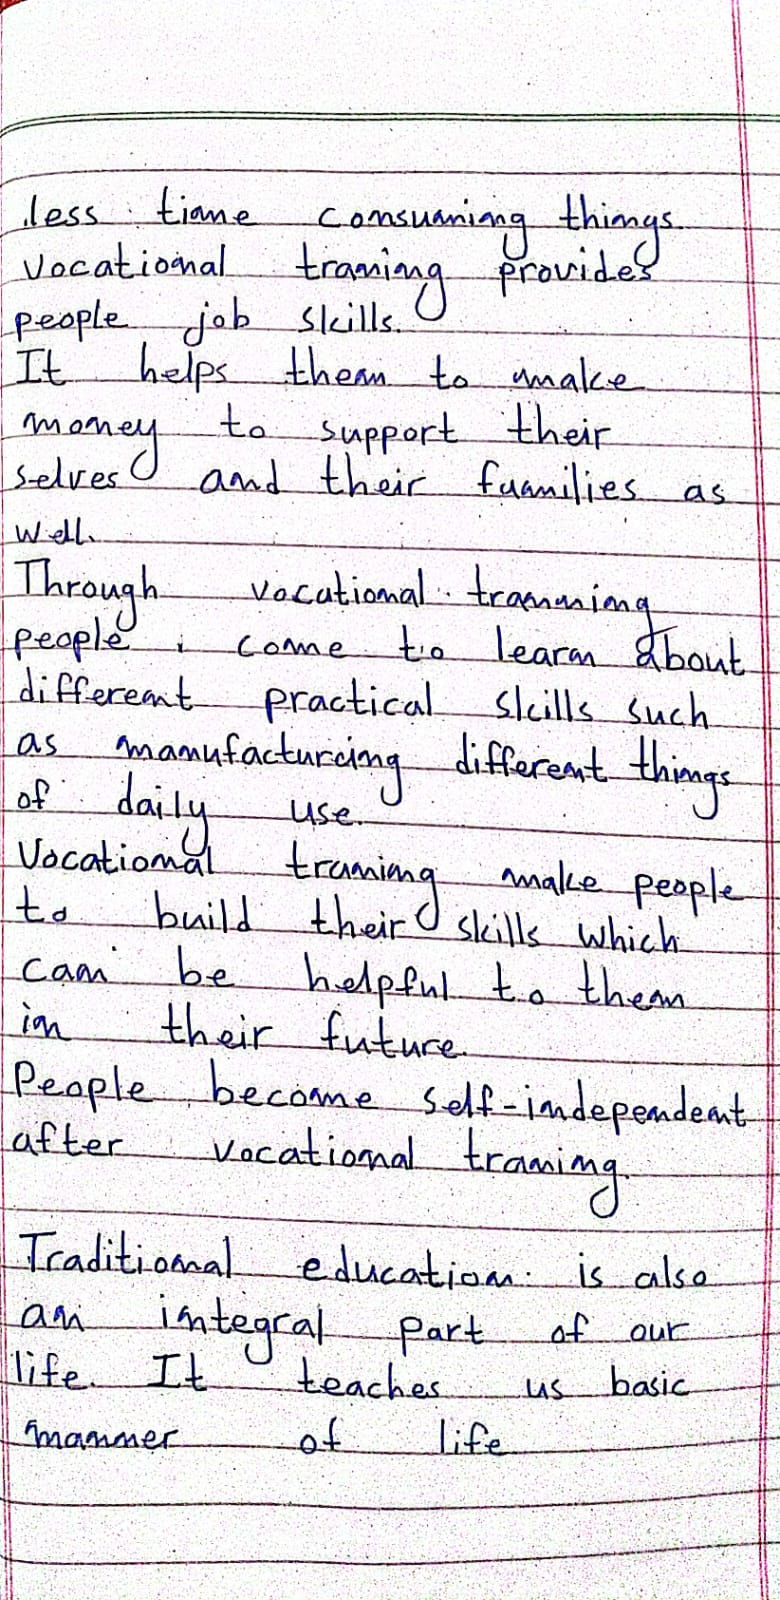 less time consuming things
vocational traning provides
people job skills.
It helps them to make
money to support their
selves and their families as
well.
Through vocational tranning
people come to learn about
different practical skills such
as manufacturing different things
of daily use.
Vocational traning make people
to build their skills which
can be helpful to them
in their future.
People become self-independent
after vocational traning.
Traditional education is also
an integral part of our
life. It teaches us basic
manner of life